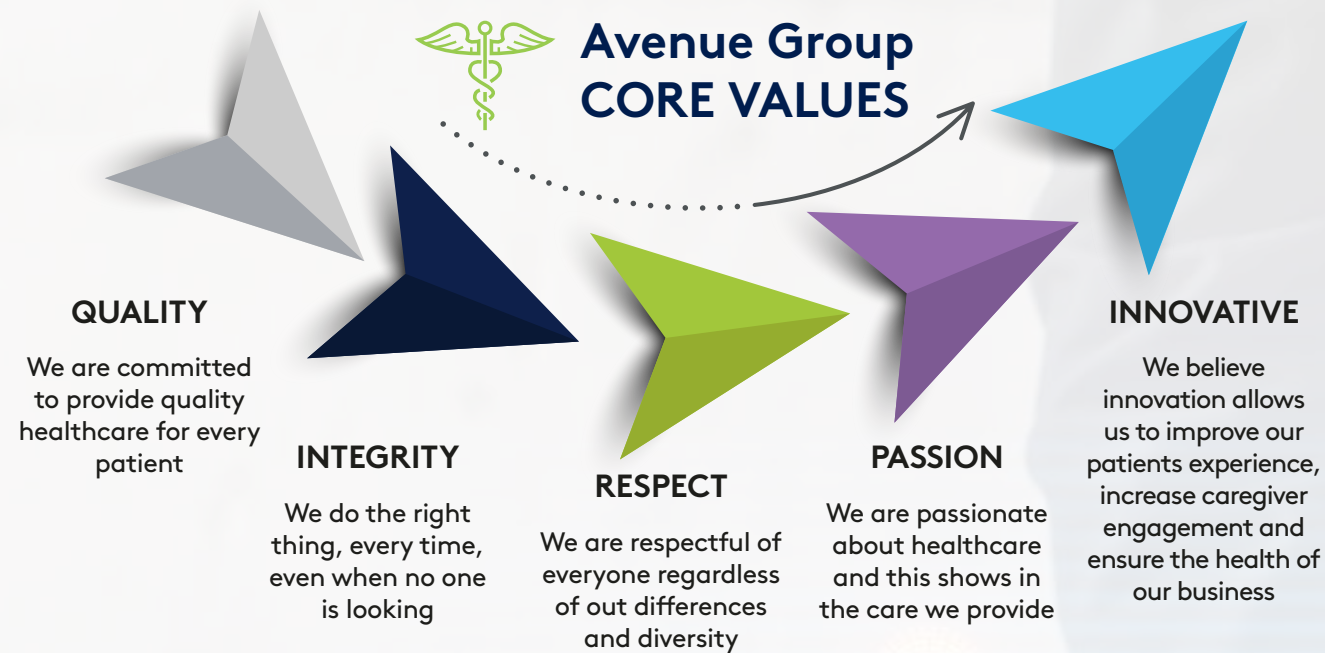 Avenue Group
CORE VALUES
QUALITY
We are committed
to provide quality
healthcare for every
patient
INTEGRITY
We do the right
thing, every time,
even when no one
is looking
RESPECT
We are respectful of
everyone regardless
of out differences
and diversity
PASSION
We are passionate
about healthcare
and this shows in
the care we provide
INNOVATIVE
We believe
innovation allows
us to improve our
patients experience,
increase caregiver
engagement and
ensure the health of
our business